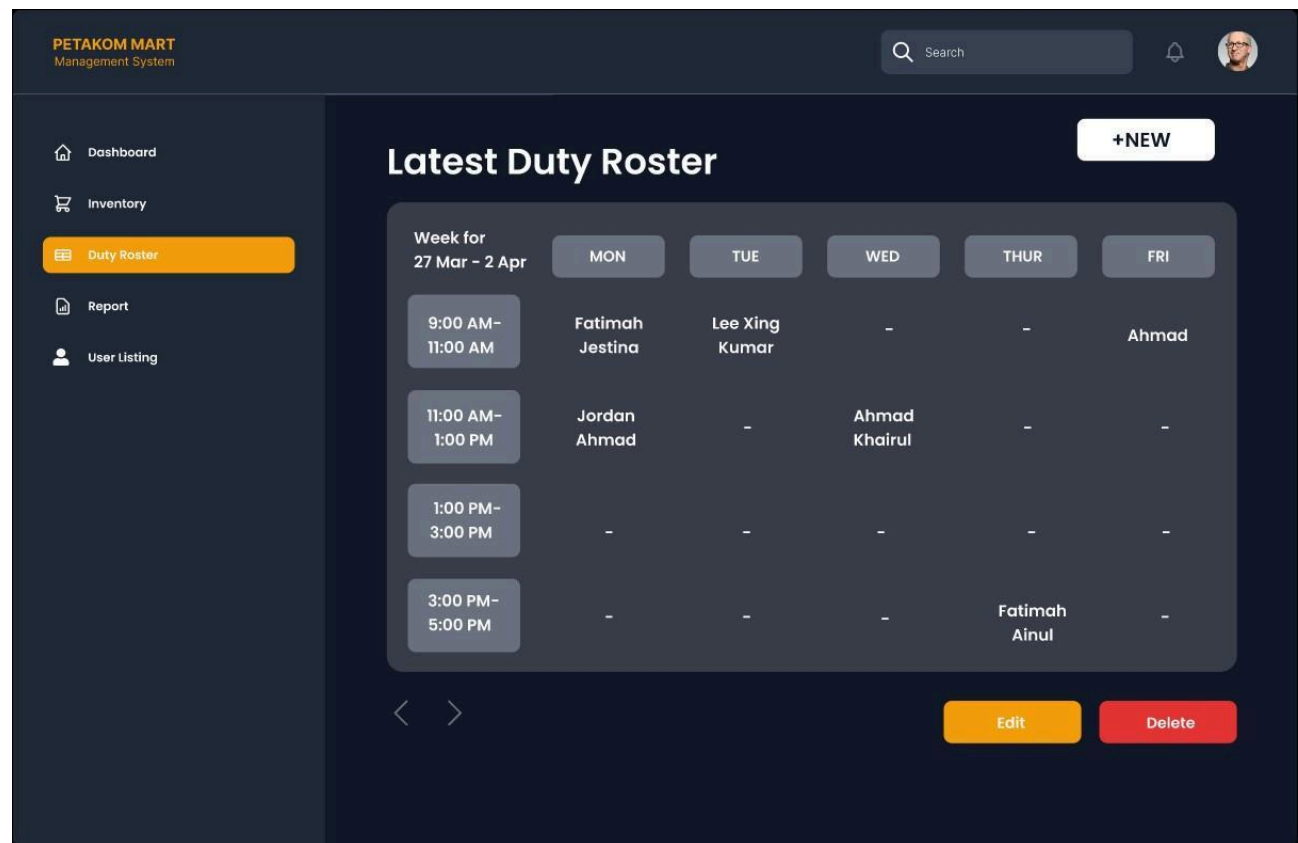 PETAKOM MART
Management System
Search
Dashboard
Inventory
Duty Roster
Report
User Listing
+NEW
Latest Duty Roster
Week for
27 Mar - 2 Apr
MON
TUE
WED
THUR
FRI
9:00 AM-
11:00 AM
Fatimah
Jestina
Lee Xing
Kumar
-
-
Ahmad
11:00 AM-
1:00 PM
Jordan
Ahmad
-
Ahmad
Khairul
-
-
1:00 PM-
3:00 PM
-
-
-
-
-
3:00 PM-
5:00 PM
-
-
-
Fatimah
Ainul
-
Edit
Delete